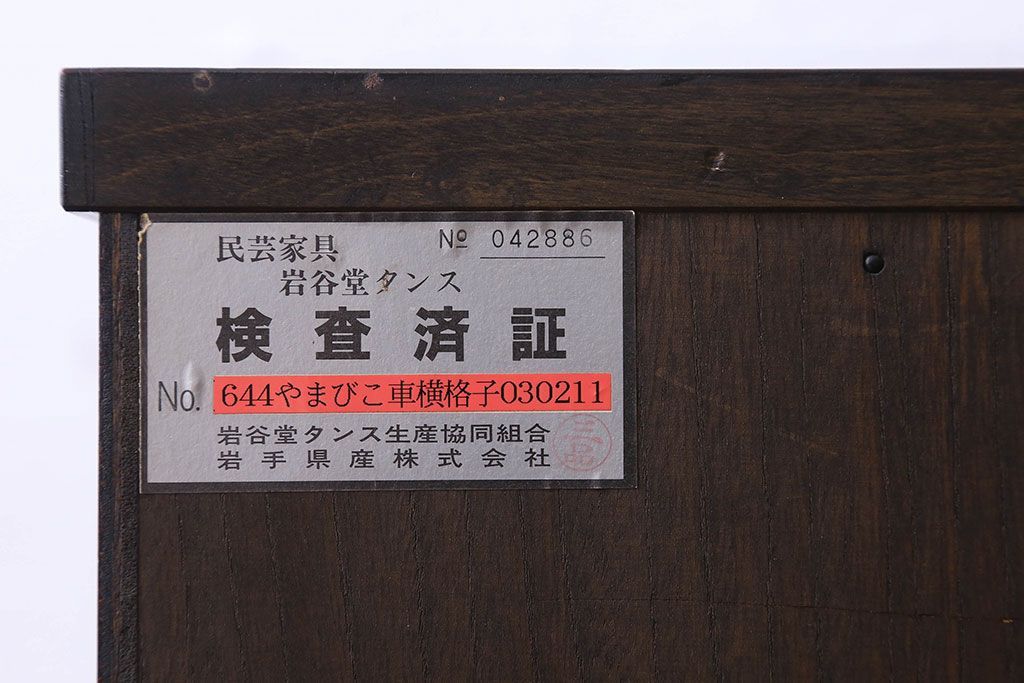 民芸家具 № 042886
岩谷堂タンス
検査済証
No. 644やまびこ車横格子030211
岩谷堂タンス生産協同組合
岩手県産株式会社